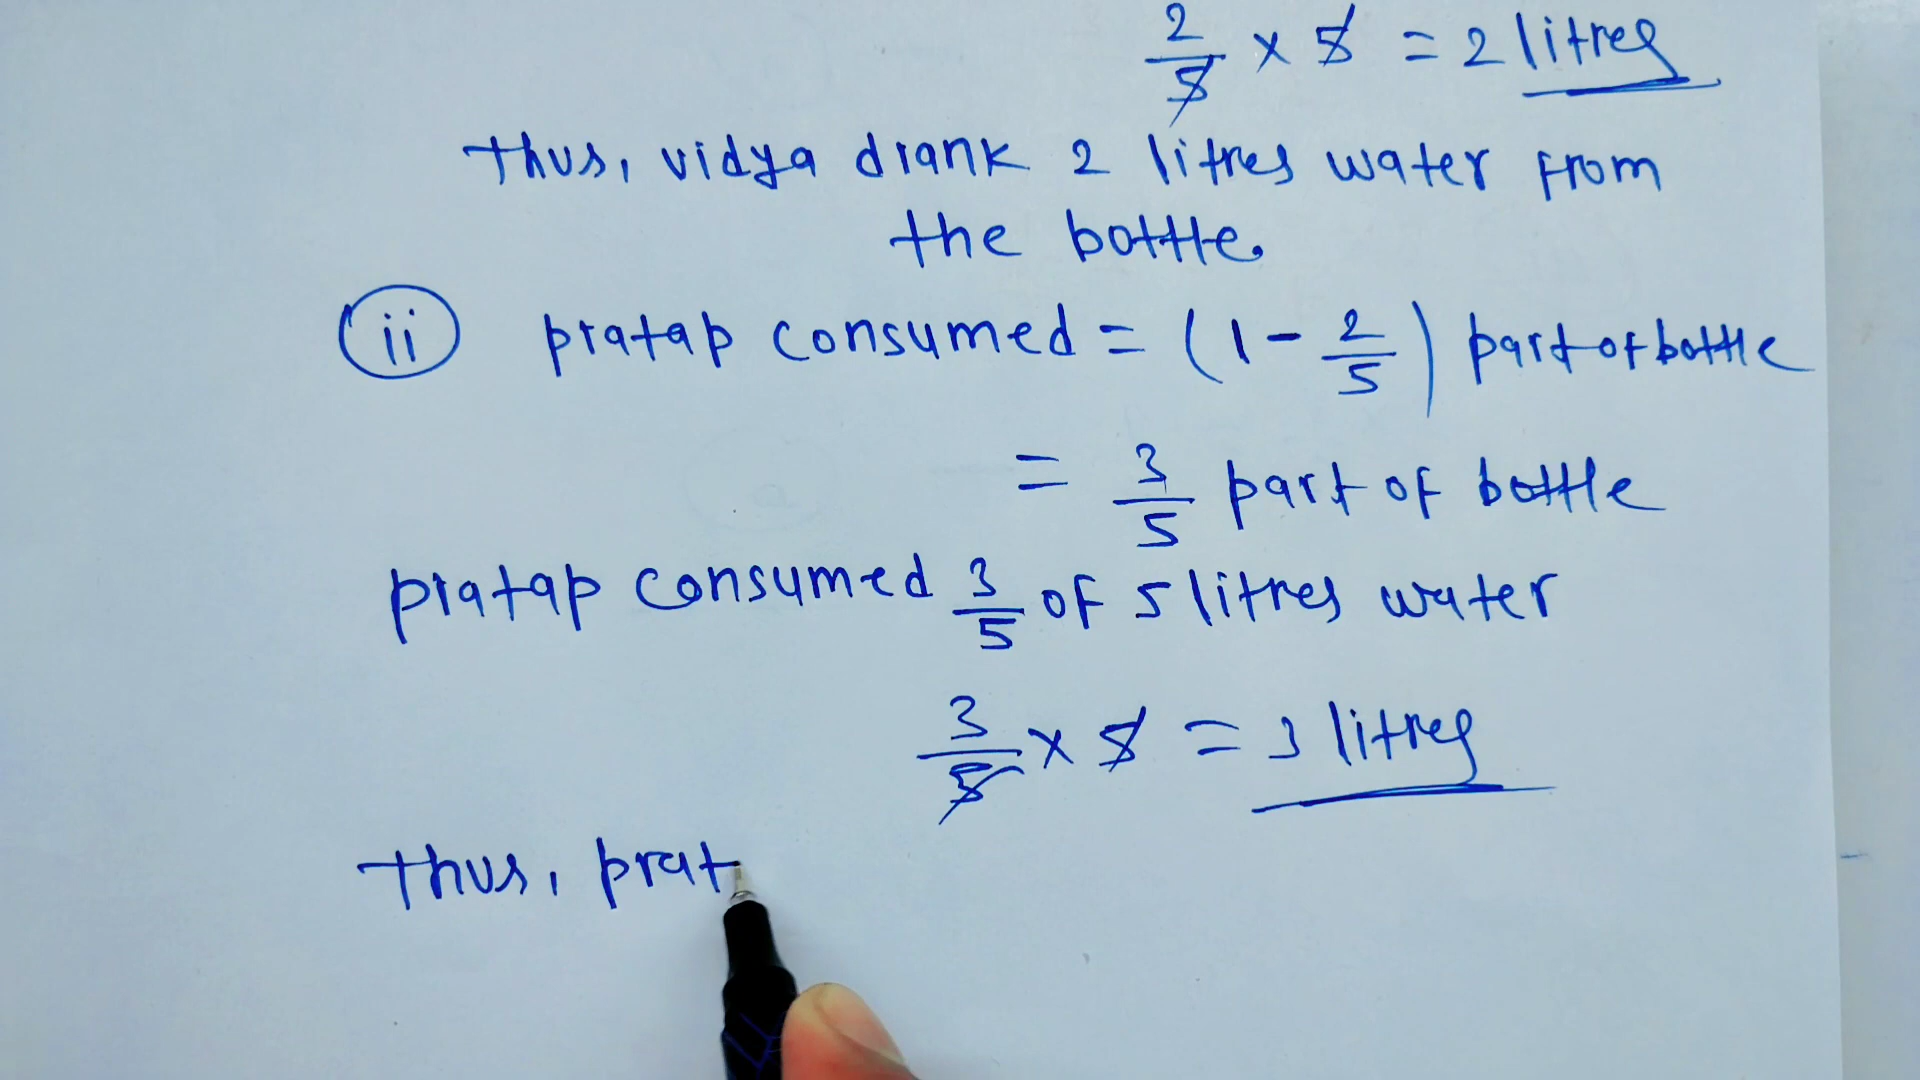 2/5 × 5 = 2 litres
Thus, vidya drank 2 litres water from
the bottle.
ii pratap consumed = (1 - 2/5) part of bottle
= 3/5 part of bottle
pratap consumed 3/5 of 5 litres water
3/5 × 5 = 3 litres
Thus, prat